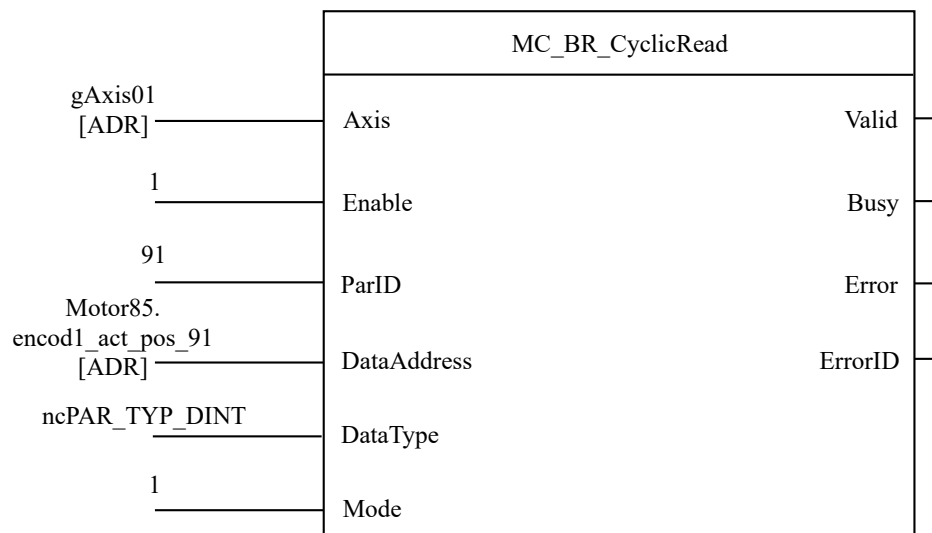 MC_BR_CyclicRead
gAxis01
[ADR]
Axis
Valid
1
Enable
Busy
91
ParID
Error
Motor85.
encod1_act_pos_91
[ADR]
DataAddress
ErrorID
ncPAR_TYP_DINT
DataType
1
Mode